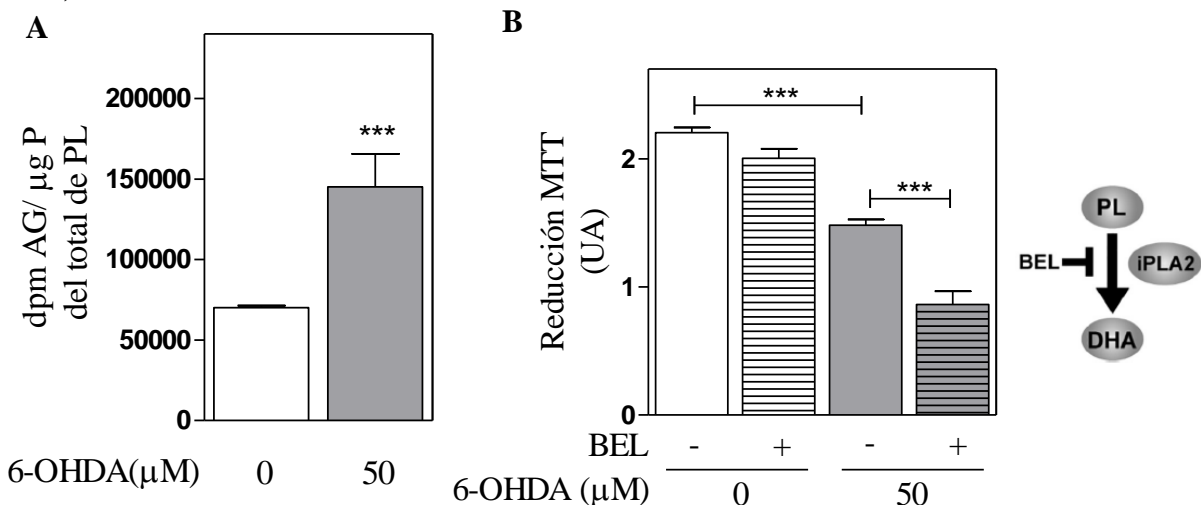 A
dpm AG/ μg P
del total de PL
200000
150000
100000
50000
0
***
6-OHDA(μM) 0 50
B
Reducción MTT
(UA)
2
1
0
***
***
BEL - + - +
6-OHDA (μM) 0 50
PL
BEL iPLA2
DHA